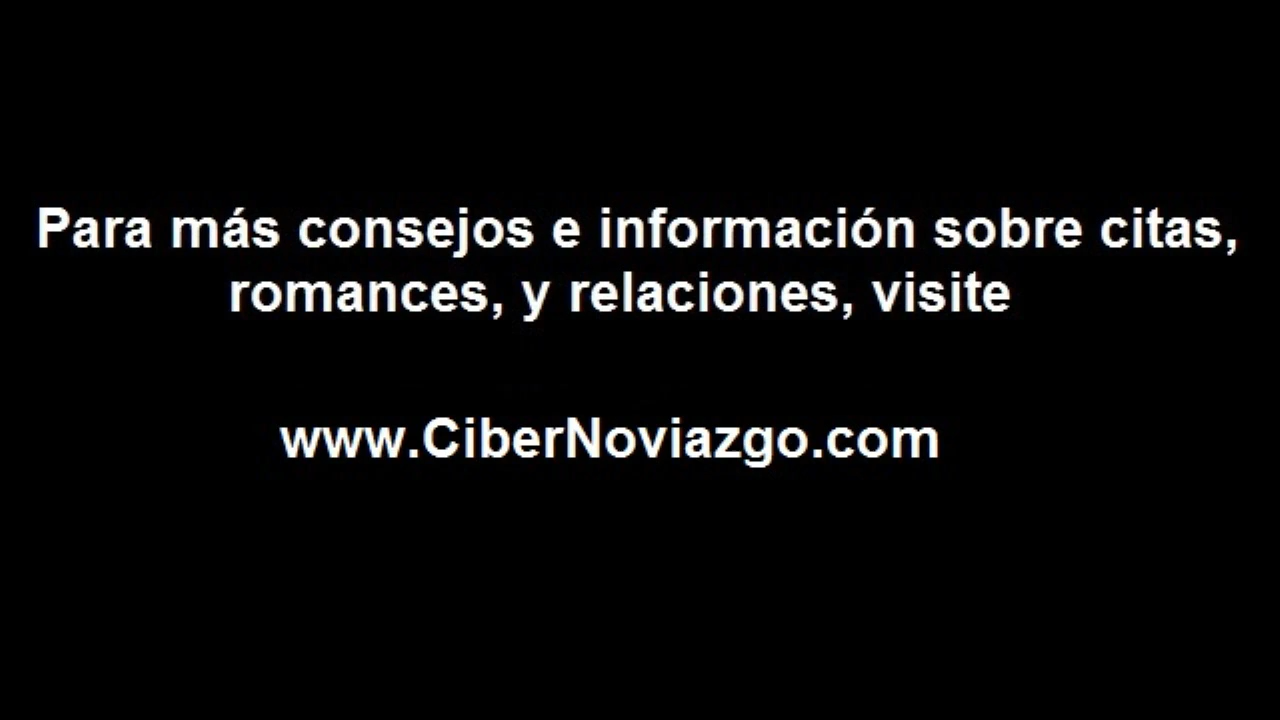 Para más consejos e información sobre citas,
romances, y relaciones, visite
www.CiberNoviazgo.com